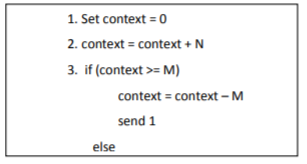 1. Set context = 0
2. context = context + N
3. if (context >= M)
context = context – M
send 1
else